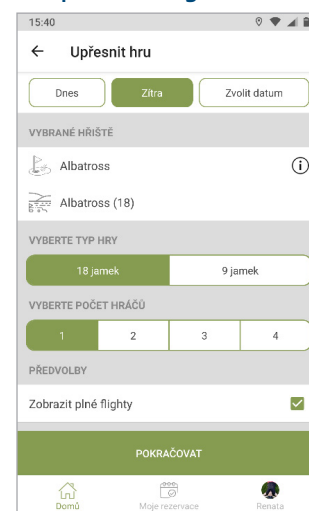 15:40
Upřesnit hru
Dnes Zítra Zvolit datum
VYBRANÉ HŘIŠTĚ
Albatross
Albatross (18)
VYBERTE TYP HRY
18 jamek 9 jamek
VYBERTE POČET HRÁČŮ
1 2 3 4
PŘEDVOLBY
Zobrazit plné flighty
POKRAČOVAT
Domů Moje rezervace Renata